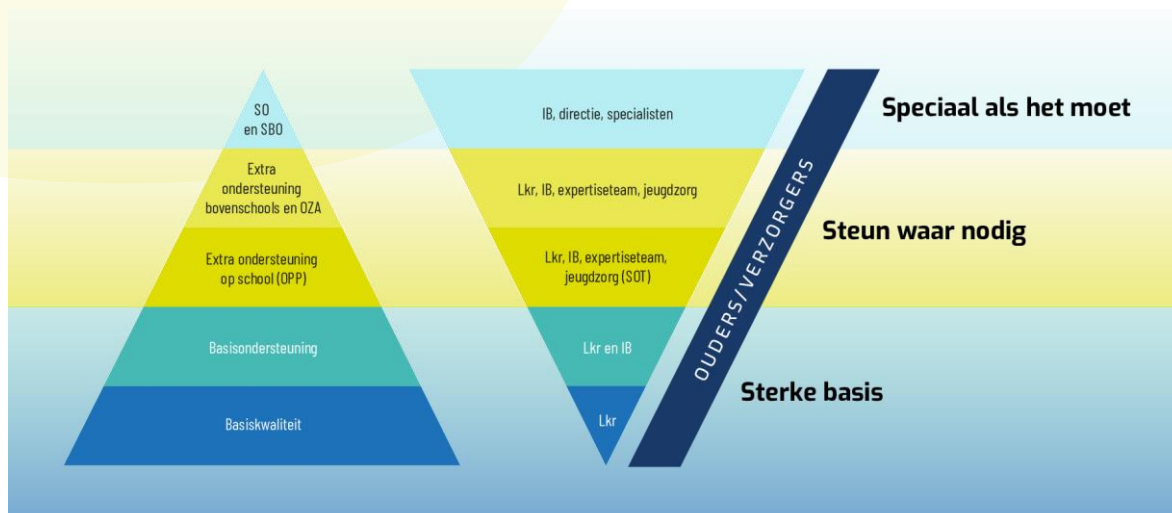 SO
en SBO
Extra
ondersteuning
bovenschools en OZA
Extra ondersteuning
op school (OPP)
Basisondersteuning
Basiskwaliteit
IB, directie, specialisten
Lkr, IB, expertiseteam, jeugdzorg
Lkr, IB, expertiseteam,
jeugdzorg (SOT)
Lkr en IB
Lkr
OUDERS/VERZORGERS
Speciaal als het moet
Steun waar nodig
Sterke basis